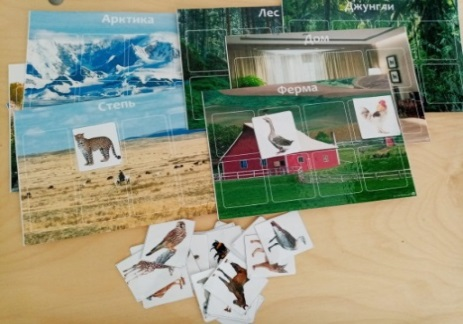 Арктика
Лес
Джунгли
Дом
Степь
Ферма